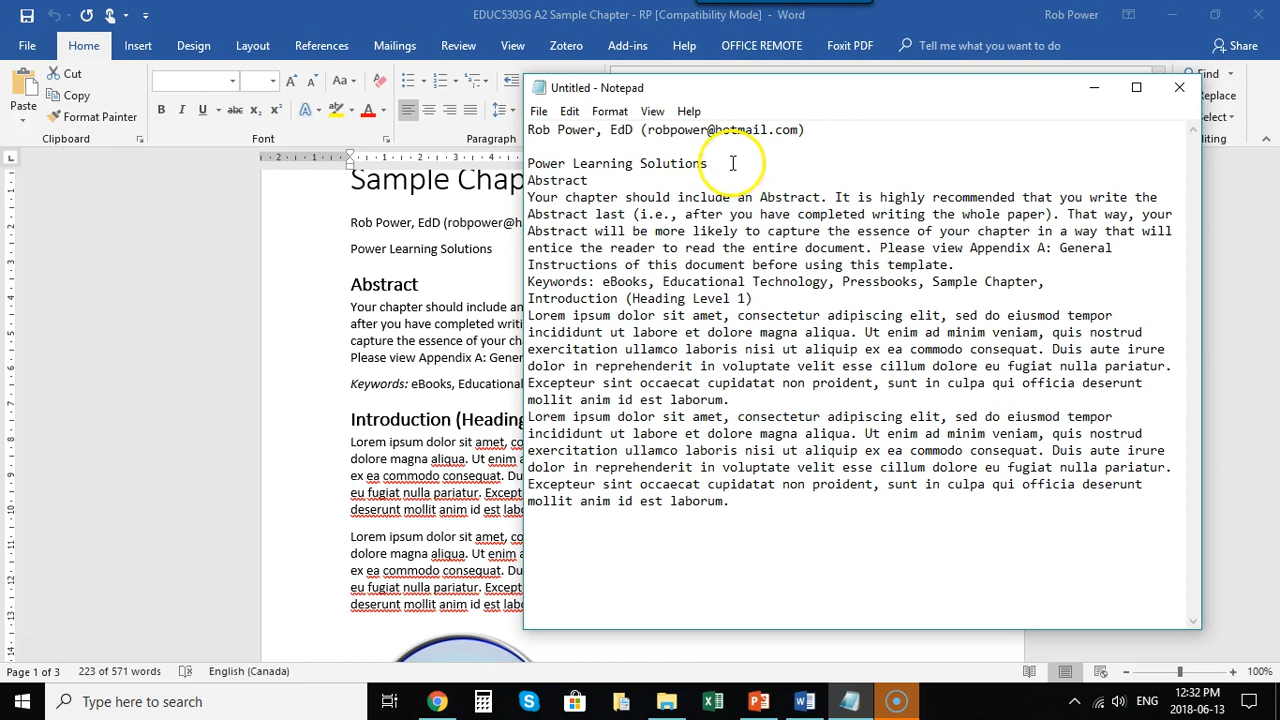 EDUC5303G A2 Sample Chapter - RP [Compatibility Mode] - Word
Rob Power
File Home Insert Design Layout References Mailings Review View Zotero Add-ins Help OFFICE REMOTE Foxit PDF Tell me what you want to do Share
Paste
Cut
Copy
Format Painter
Clipboard
Font
Paragraph
Find
Replace
Select
Editing
Untitled - Notepad
File Edit Format View Help
Rob Power, EdD (robpower@hotmail.com)
Power Learning Solutions
Abstract
Your chapter should include an Abstract. It is highly recommended that you write the
Abstract last (i.e., after you have completed writing the whole paper). That way, your
Abstract will be more likely to capture the essence of your chapter in a way that will
entice the reader to read the entire document. Please view Appendix A: General
Instructions of this document before using this template.
Keywords: eBooks, Educational Technology, Pressbooks, Sample Chapter,
Introduction (Heading Level 1)
Lorem ipsum dolor sit amet, consectetur adipiscing elit, sed do eiusmod tempor
incididunt ut labore et dolore magna aliqua. Ut enim ad minim veniam, quis nostrud
exercitation ullamco laboris nisi ut aliquip ex ea commodo consequat. Duis aute irure
dolor in reprehenderit in voluptate velit esse cillum dolore eu fugiat nulla pariatur.
Excepteur sint occaecat cupidatat non proident, sunt in culpa qui officia deserunt
mollit anim id est laborum.
Lorem ipsum dolor sit amet, consectetur adipiscing elit, sed do eiusmod tempor
incididunt ut labore et dolore magna aliqua. Ut enim ad minim veniam, quis nostrud
exercitation ullamco laboris nisi ut aliquip ex ea commodo consequat. Duis aute irure
dolor in reprehenderit in voluptate velit esse cillum dolore eu fugiat nulla pariatur.
Excepteur sint occaecat cupidatat non proident, sunt in culpa qui officia deserunt
mollit anim id est laborum.
Sample Chap
Rob Power, EdD (robpower@h
Power Learning Solutions
Abstract
Your chapter should include an
after you have completed writi
capture the essence of your ch
Please view Appendix A: Gener
Keywords: eBooks, Educational
Introduction (Heading
Lorem ipsum dolor sit amet, co
dolore magna aliqua. Ut enim a
ex ea commodo consequat. Du
eu fugiat nulla pariatur. Except
deserunt mollit anim id est lab
Lorem ipsum dolor sit amet, co
dolore magna aliqua. Ut enim a
ex ea commodo consequat. Du
eu fugiat nulla pariatur. Except
deserunt mollit anim id est lab
Page 1 of 3 223 of 571 words English (Canada) 100%
Type here to search
ENG
12:32 PM
2018-06-13